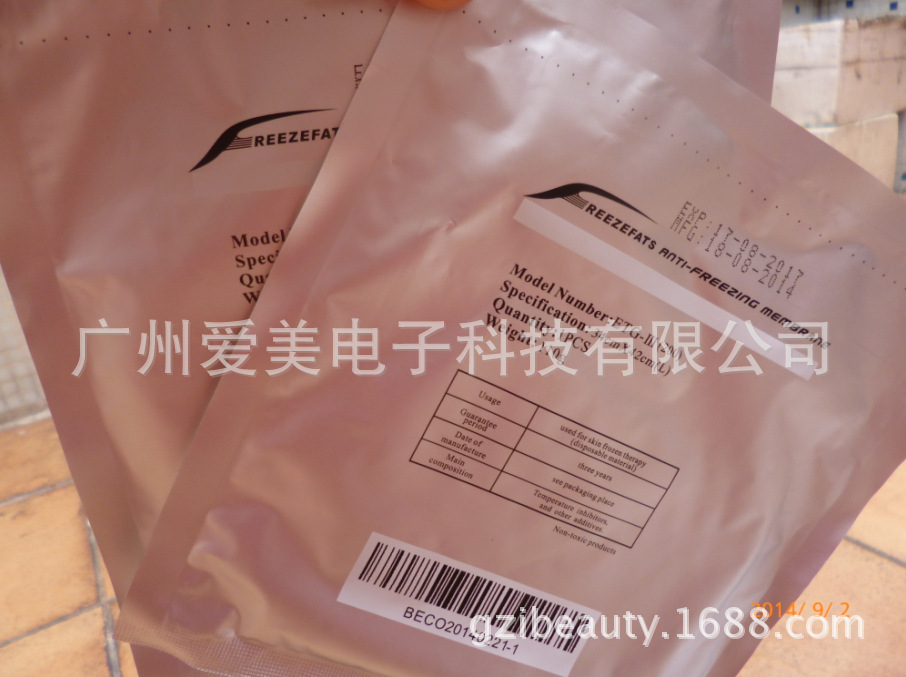 REEZEFATS
Model
Spec
Qu
W
REEZEFATS ANTI-FREEZING MEMBRANE
EXP:17-08-2017
MFG:18-08-2014
Model Number:
Specification:
Quantity: PCS
Weight:
Usage
used for skin frozen therapy
(disposable material)
Guarantee
period
three years
Date of
manufacture
see packaging place
Main
composition
Temperature inhibitors,
and other additives.
Non-toxic products
广州爱美电子科技有限公司
gzibeauty.1688.com
2014/ 9/ 2